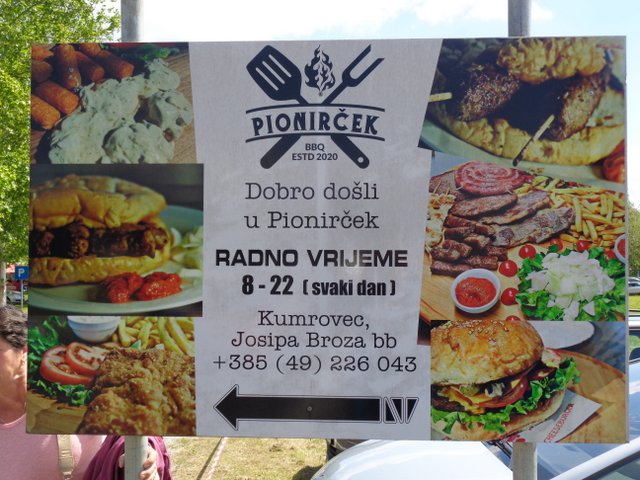 PIONIRČEK
BBQ
ESTD 2020
Dobro došli
u Pionirček
RADNO VRIJEME
8 - 22 ( svaki dan )
Kumrovec,
Josipa Broza bb
+385 (49) 226 043
CHEESEBURGER
P